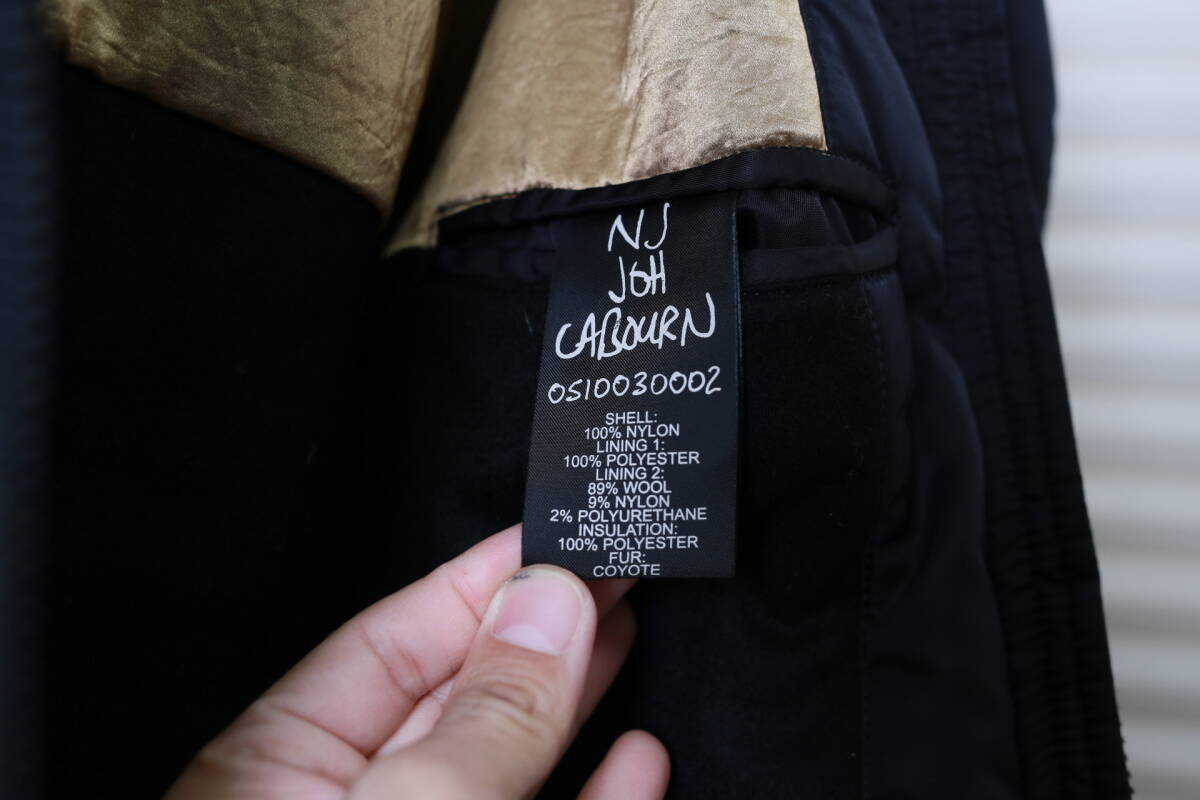 NJ
JGH
CABOURN
0510030002
SHELL:
100% NYLON
LINING 1:
100% POLYESTER
LINING 2:
89% WOOL
9% NYLON
2% POLYURETHANE
INSULATION:
100% POLYESTER
FUR:
COYOTE